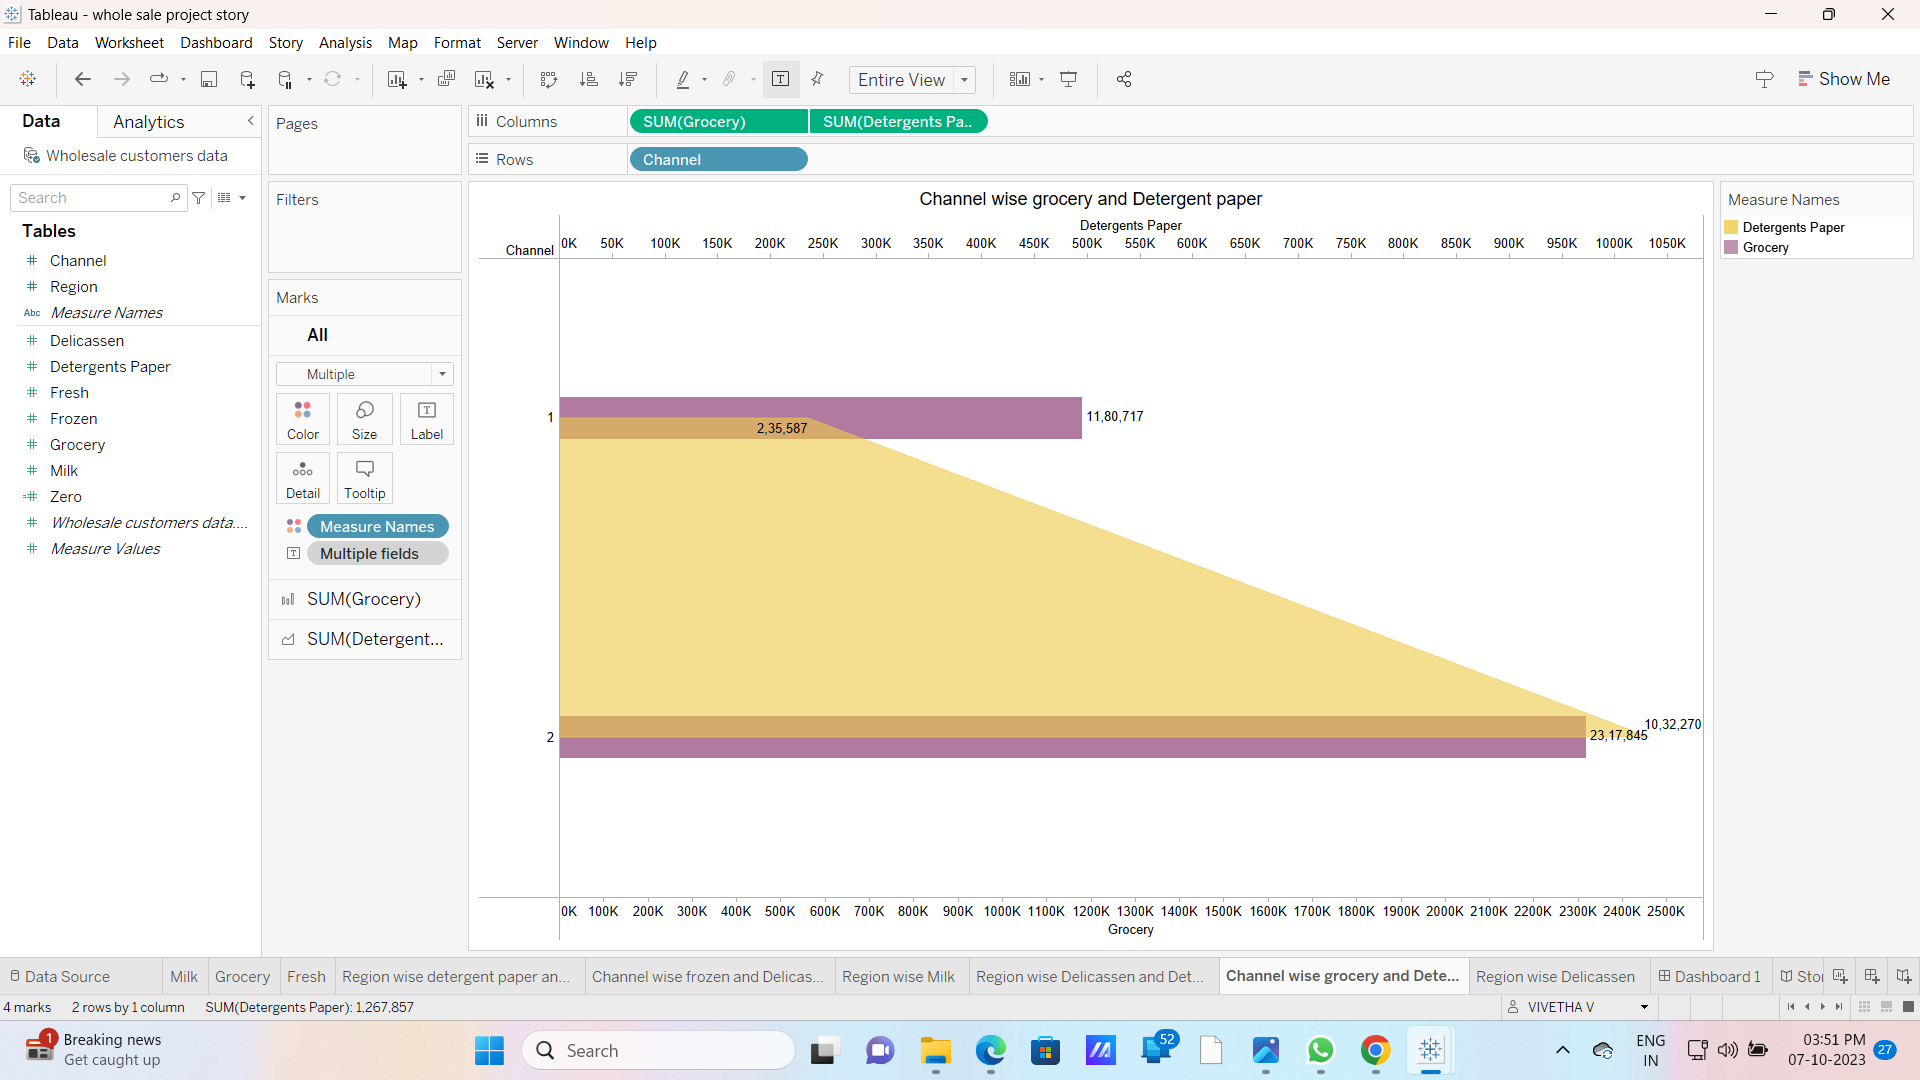 Tableau - whole sale project story
File Data Worksheet Dashboard Story Analysis Map Format Server Window Help
Entire View
Show Me
Data Analytics
Wholesale customers data
Search
Tables
Channel
Region
Abc Measure Names
Delicassen
Detergents Paper
Fresh
Frozen
Grocery
Milk
Zero
Wholesale customers data....
Measure Values
Pages
Filters
Marks
All
Multiple
Color Size Label
Detail Tooltip
Measure Names
Multiple fields
SUM(Grocery)
SUM(Detergent...
Columns SUM(Grocery) SUM(Detergents Pa..
Rows Channel
Channel wise grocery and Detergent paper
Detergents Paper
Channel 0K 50K 100K 150K 200K 250K 300K 350K 400K 450K 500K 550K 600K 650K 700K 750K 800K 850K 900K 950K 1000K 1050K
1 11,80,717
2,35,587
10,32,270
2 23,17,845
0K 100K 200K 300K 400K 500K 600K 700K 800K 900K 1000K 1100K 1200K 1300K 1400K 1500K 1600K 1700K 1800K 1900K 2000K 2100K 2200K 2300K 2400K 2500K
Grocery
Measure Names
Detergents Paper
Grocery
Data Source Milk Grocery Fresh Region wise detergent paper an... Channel wise frozen and Delicas... Region wise Milk Region wise Delicassen and Det... Channel wise grocery and Dete... Region wise Delicassen Dashboard 1 Sto
4 marks 2 rows by 1 column SUM(Detergents Paper): 1,267,857 VIVETHA V
1 Breaking news
Get caught up
Search
52
ENG
IN
03:51 PM
07-10-2023
27